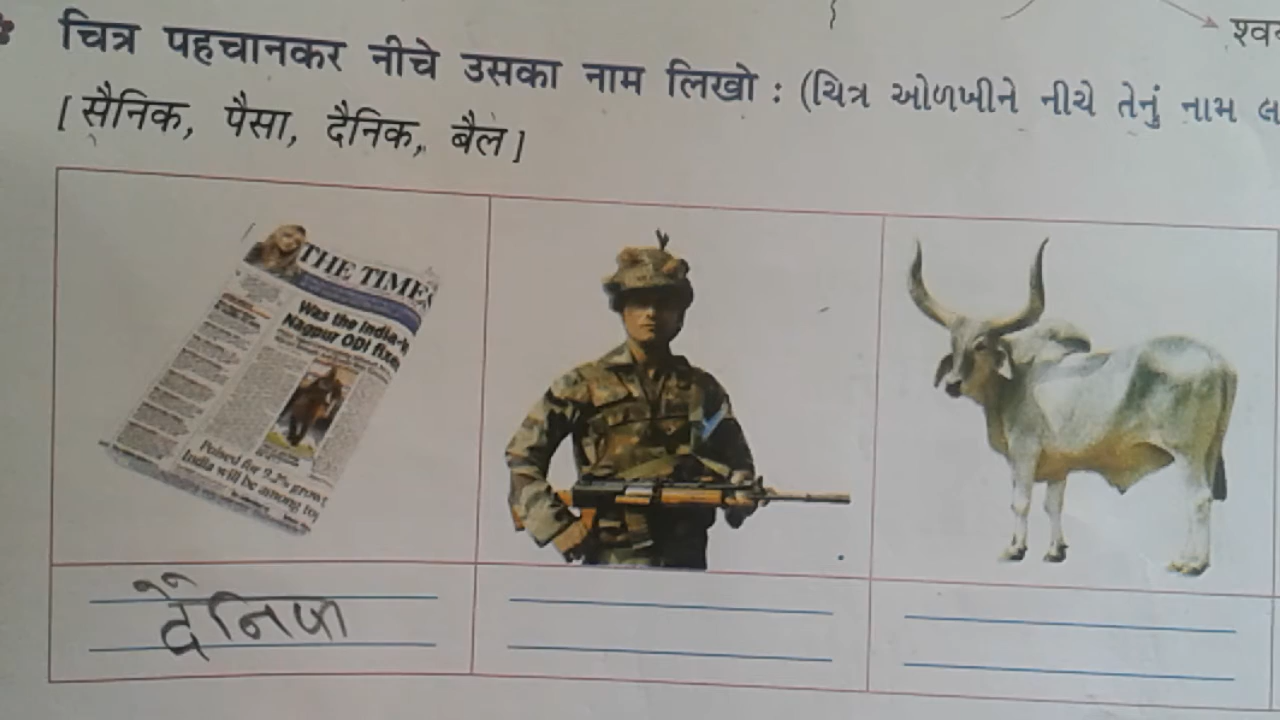 श्व
चित्र पहचानकर नीचे उसका नाम लिखो : (ચિત્ર ઓળખીને નીચે તેનું નામ લ
[ सैनिक, पैसा, दैनिक, बैल ]
THE TIMES
Was the India-
Nagpur ODI fixe
Poised for 9.2% grow
India will be among to
दैनिक